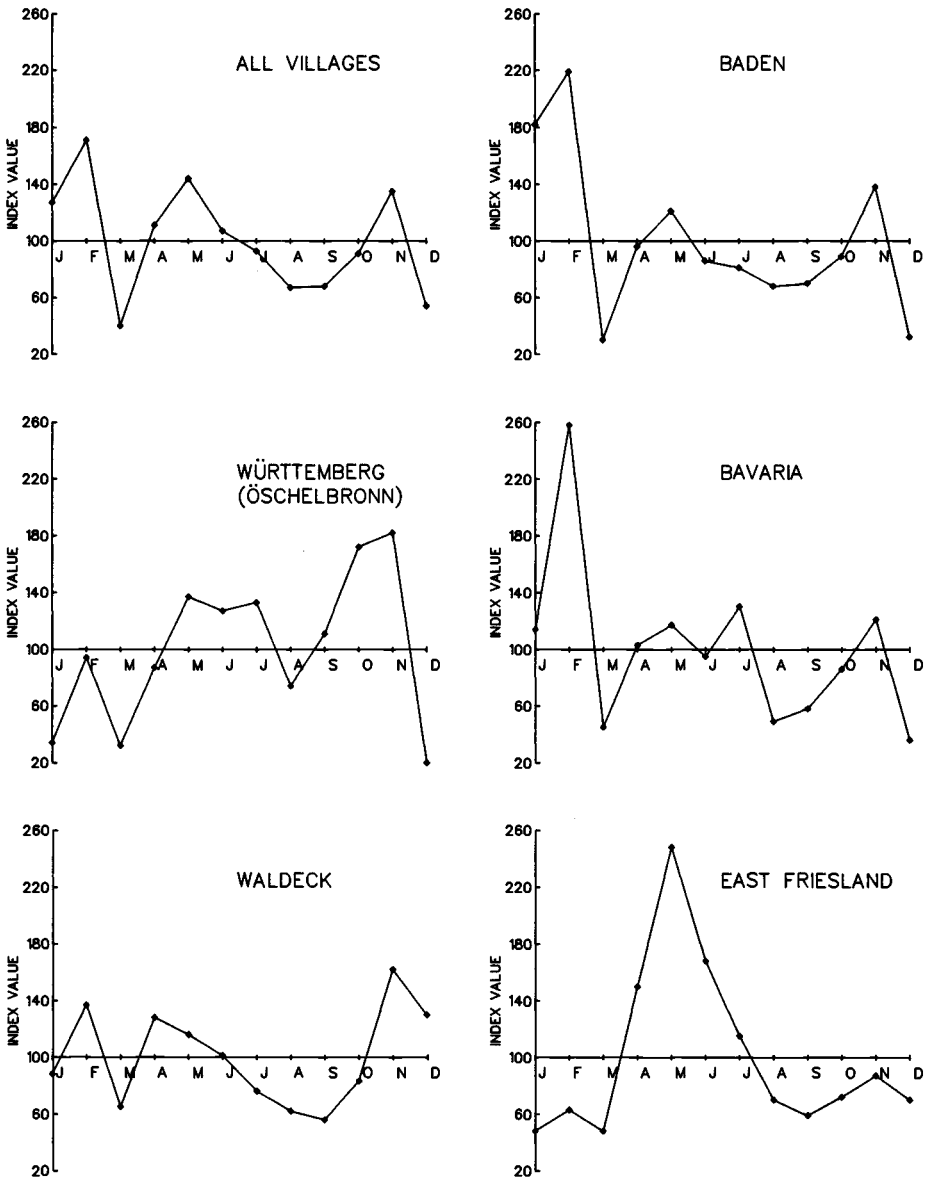 ALL VILLAGES
INDEX VALUE
260
220
180
140
100
60
20
J F M A M J J A S O N D
BADEN
INDEX VALUE
260
220
180
140
100
60
20
J F M A M J J A S O N D
WÜRTTEMBERG
(ÖSCHELBRONN)
INDEX VALUE
260
220
180
140
100
60
20
J F M A M J J A S O N D
BAVARIA
INDEX VALUE
260
220
180
140
100
60
20
J F M A M J J A S O N D
WALDECK
INDEX VALUE
260
220
180
140
100
60
20
J F M A M J J A S O N D
EAST FRIESLAND
INDEX VALUE
260
220
180
140
100
60
20
J F M A M J J A S O N D